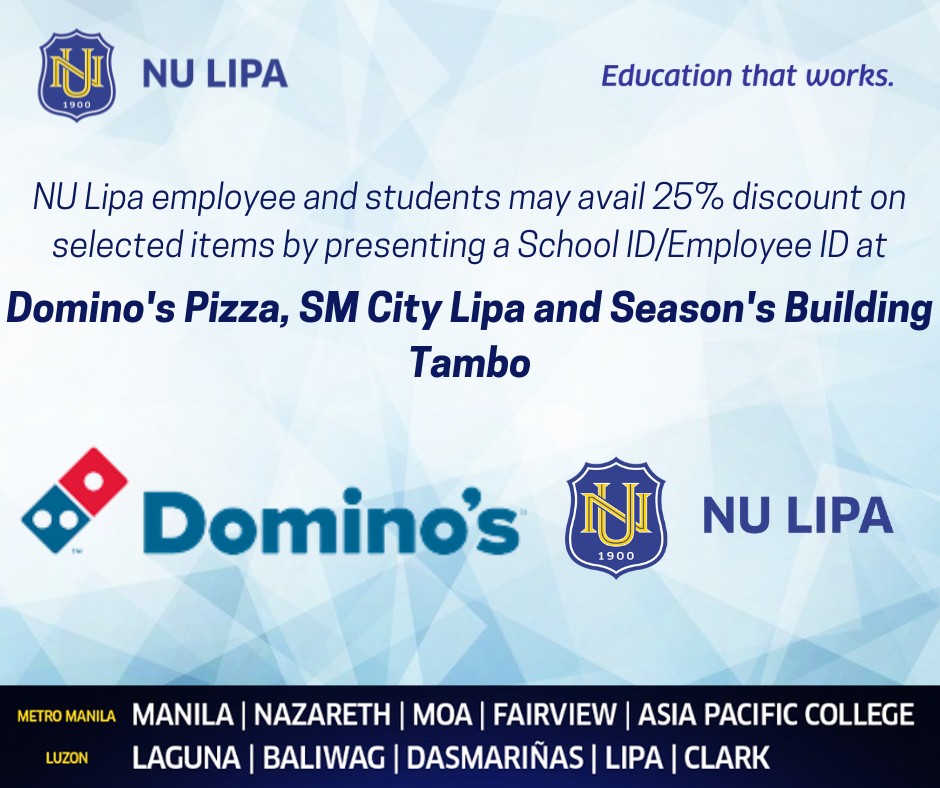 NU LIPA
1900
Education that works.
NU Lipa employee and students may avail 25% discount on
selected items by presenting a School ID/Employee ID at
Domino's Pizza, SM City Lipa and Season's Building
Tambo
Domino's
TM
NU
1900
NU LIPA
METRO MANILA MANILA | NAZARETH | MOA | FAIRVIEW | ASIA PACIFIC COLLEGE
LUZON LAGUNA | BALIWAG | DASMARIÑAS | LIPA | CLARK